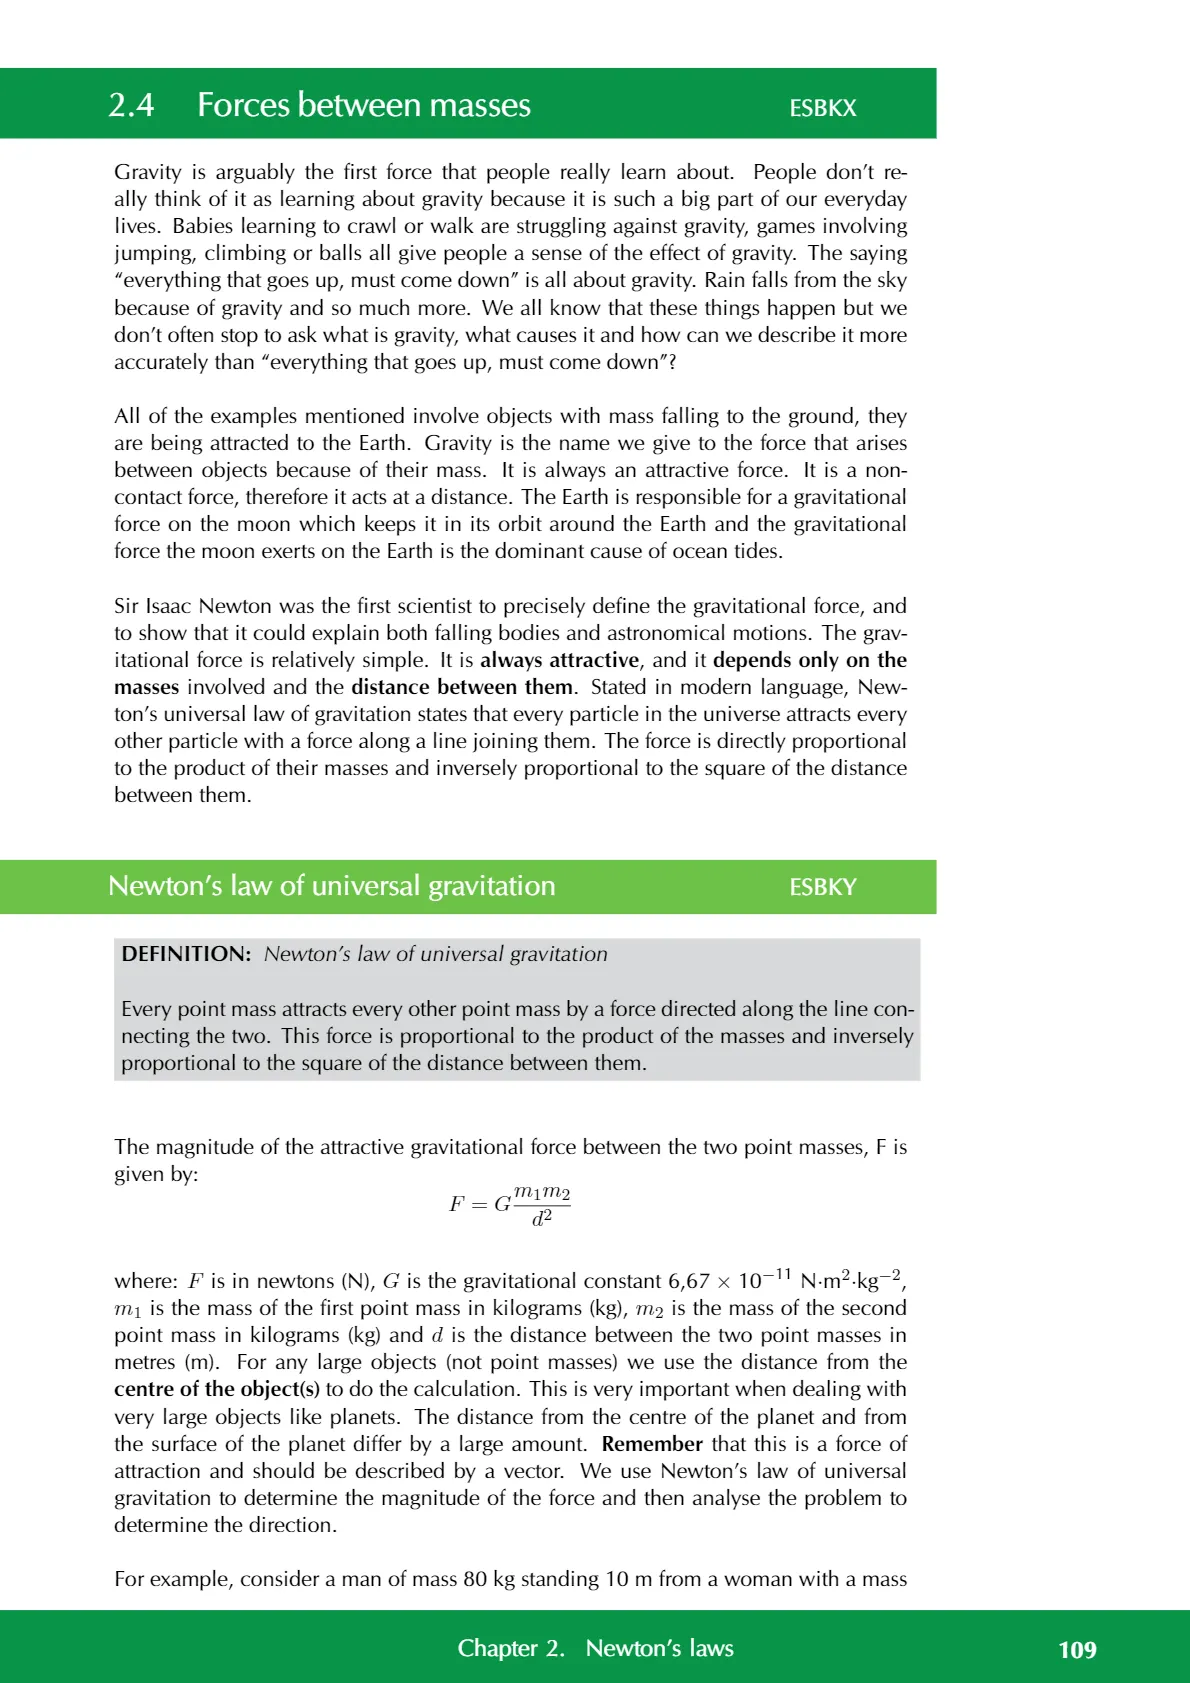 2.4 Forces between masses ESBKX
Gravity is arguably the first force that people really learn about. People don’t re-
ally think of it as learning about gravity because it is such a big part of our everyday
lives. Babies learning to crawl or walk are struggling against gravity, games involving
jumping, climbing or balls all give people a sense of the effect of gravity. The saying
“everything that goes up, must come down” is all about gravity. Rain falls from the sky
because of gravity and so much more. We all know that these things happen but we
don’t often stop to ask what is gravity, what causes it and how can we describe it more
accurately than “everything that goes up, must come down”?
All of the examples mentioned involve objects with mass falling to the ground, they
are being attracted to the Earth. Gravity is the name we give to the force that arises
between objects because of their mass. It is always an attractive force. It is a non-
contact force, therefore it acts at a distance. The Earth is responsible for a gravitational
force on the moon which keeps it in its orbit around the Earth and the gravitational
force the moon exerts on the Earth is the dominant cause of ocean tides.
Sir Isaac Newton was the first scientist to precisely define the gravitational force, and
to show that it could explain both falling bodies and astronomical motions. The grav-
itational force is relatively simple. It is always attractive, and it depends only on the
masses involved and the distance between them. Stated in modern language, New-
ton’s universal law of gravitation states that every particle in the universe attracts every
other particle with a force along a line joining them. The force is directly proportional
to the product of their masses and inversely proportional to the square of the distance
between them.
Newton’s law of universal gravitation ESBKY
DEFINITION: Newton’s law of universal gravitation
Every point mass attracts every other point mass by a force directed along the line con-
necting the two. This force is proportional to the product of the masses and inversely
proportional to the square of the distance between them.
The magnitude of the attractive gravitational force between the two point masses, F is
given by:
F = G m₁m₂ / d²
where: F is in newtons (N), G is the gravitational constant 6,67 × 10⁻¹¹ N·m²·kg⁻²,
m₁ is the mass of the first point mass in kilograms (kg), m₂ is the mass of the second
point mass in kilograms (kg) and d is the distance between the two point masses in
metres (m). For any large objects (not point masses) we use the distance from the
centre of the object(s) to do the calculation. This is very important when dealing with
very large objects like planets. The distance from the centre of the planet and from
the surface of the planet differ by a large amount. Remember that this is a force of
attraction and should be described by a vector. We use Newton’s law of universal
gravitation to determine the magnitude of the force and then analyse the problem to
determine the direction.
For example, consider a man of mass 80 kg standing 10 m from a woman with a mass
Chapter 2. Newton’s laws 109